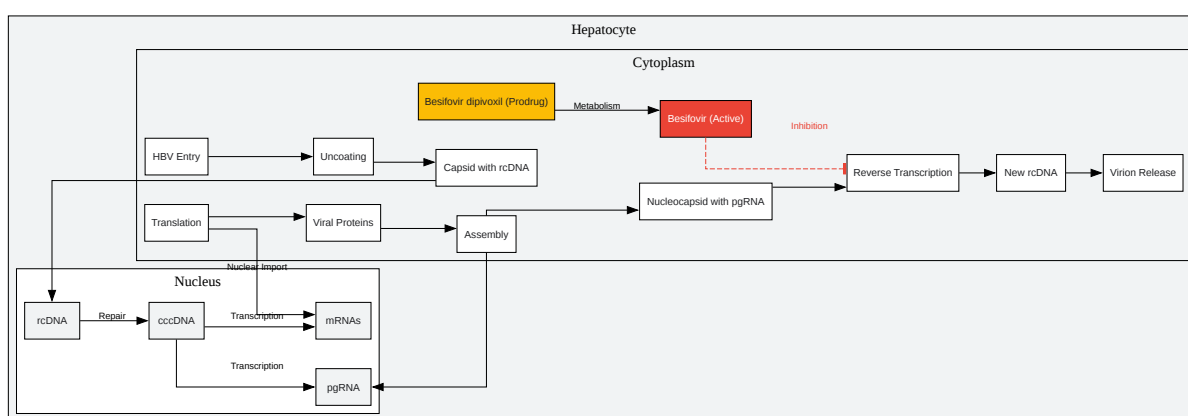 Hepatocyte
Cytoplasm
Besifovir dipivoxil (Prodrug)
Metabolism
Besifovir (Active)
Inhibition
HBV Entry
Uncoating
Capsid with rcDNA
Reverse Transcription
New rcDNA
Virion Release
Nucleocapsid with pgRNA
Translation
Viral Proteins
Assembly
Nuclear Import
Nucleus
rcDNA
Repair
cccDNA
Transcription
mRNAs
Transcription
pgRNA